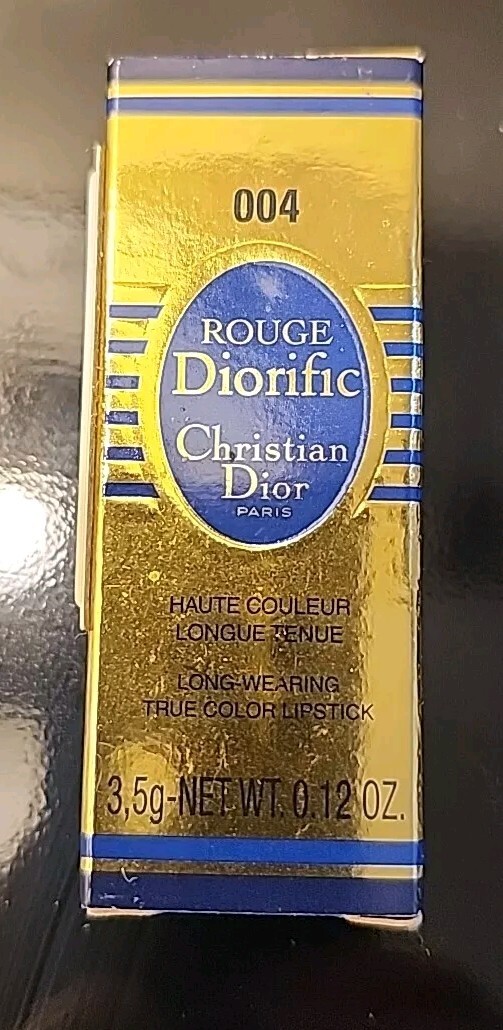 004
ROUGE
Diorific
Christian
Dior
PARIS
HAUTE COULEUR
LONGUE TENUE
LONG-WEARING
TRUE COLOR LIPSTICK
3,5g-NET WT. 0.12 OZ.